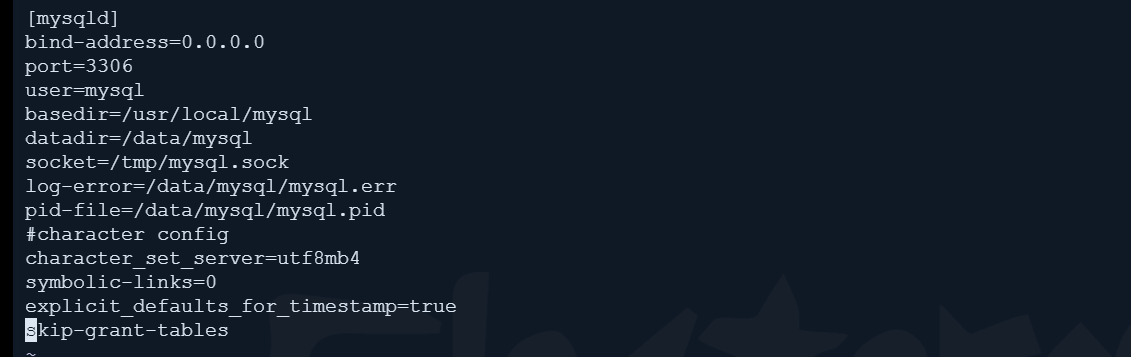 [mysqld]
bind-address=0.0.0.0
port=3306
user=mysql
basedir=/usr/local/mysql
datadir=/data/mysql
socket=/tmp/mysql.sock
log-error=/data/mysql/mysql.err
pid-file=/data/mysql/mysql.pid
#character config
character_set_server=utf8mb4
symbolic-links=0
explicit_defaults_for_timestamp=true
skip-grant-tables
~